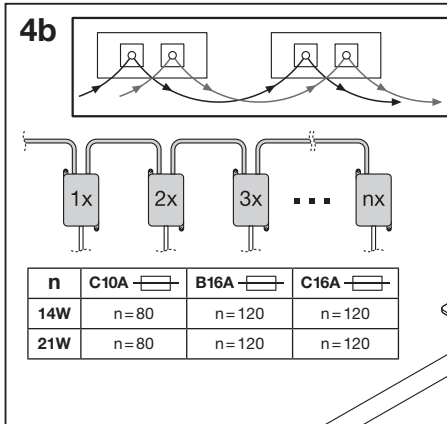 4b
1x 2x 3x ... nx
n C10A B16A C16A
14W n=80 n=120 n=120
21W n=80 n=120 n=120